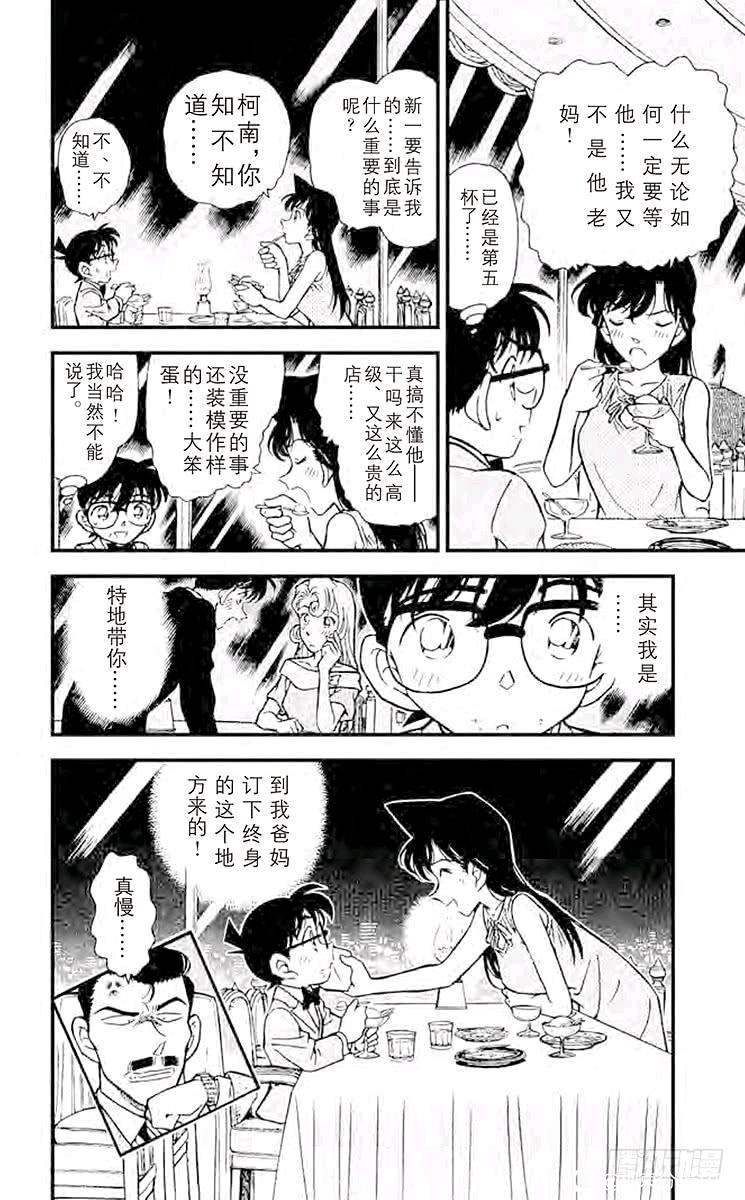 什么无论如
何一定要等
他……我又
不是他老
妈！
已经是第五
杯了……
新一要告诉我
的……到底是
什么重要的事
呢？
柯南，你
知不知
道……
不、不
知道……
真搞不懂他——
干吗来这么高
级、又这么贵的
店……
没重要的事
还装模作样
的……大笨
蛋！
哈哈！
我当然不能
说了。
其实我是
……
特地带你……
到我爸妈
订下终身
的这个地
方来的！
真慢……